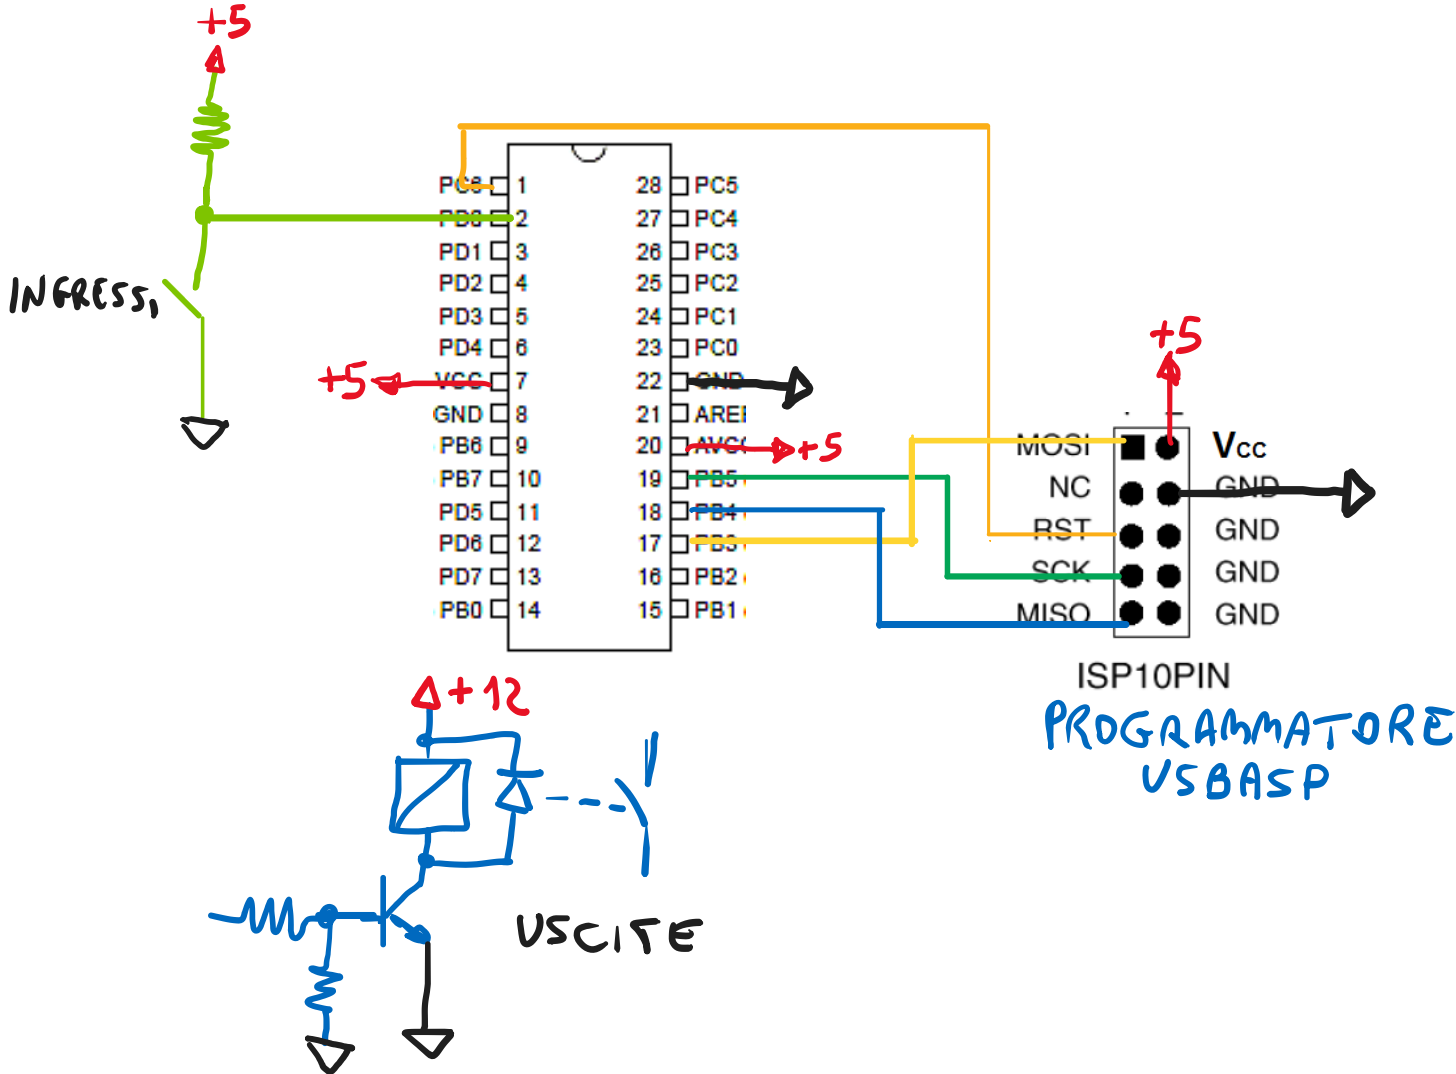 +5
PC6 1 28 PC5
PD0 2 27 PC4
PD1 3 26 PC3
INGRESSI
PD2 4 25 PC2
PD3 5 24 PC1
PD4 6 23 PC0
+5
+5 VCC 7 22 GND
GND 8 21 AREF
PB6 9 20 AVCC +5
MOSI Vcc
PB7 10 19 PB5
NC GND
PD5 11 18 PB4
RST GND
PD6 12 17 PB3
PD7 13 16 PB2
SCK GND
PB0 14 15 PB1
MISO GND
ISP10PIN
+12
PROGRAMMATORE
USBASP
USCITE